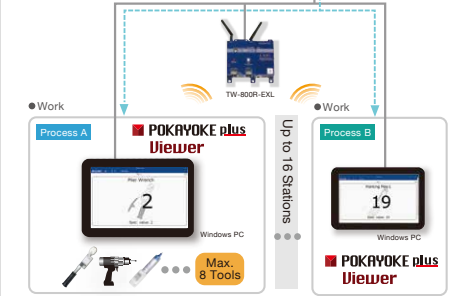 TW-800R-EXL
●Work
Process A
POKAYOKE plus
Viewer
2
Windows PC
Max.
8 Tools
Up to 16 Stations
●Work
Process B
19
Windows PC
POKAYOKE plus
Viewer